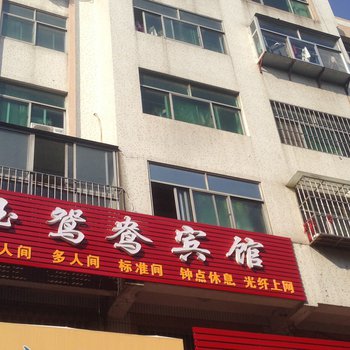 鸳鸯宾馆
人间 多人间 标准间 钟点休息 光纤上网